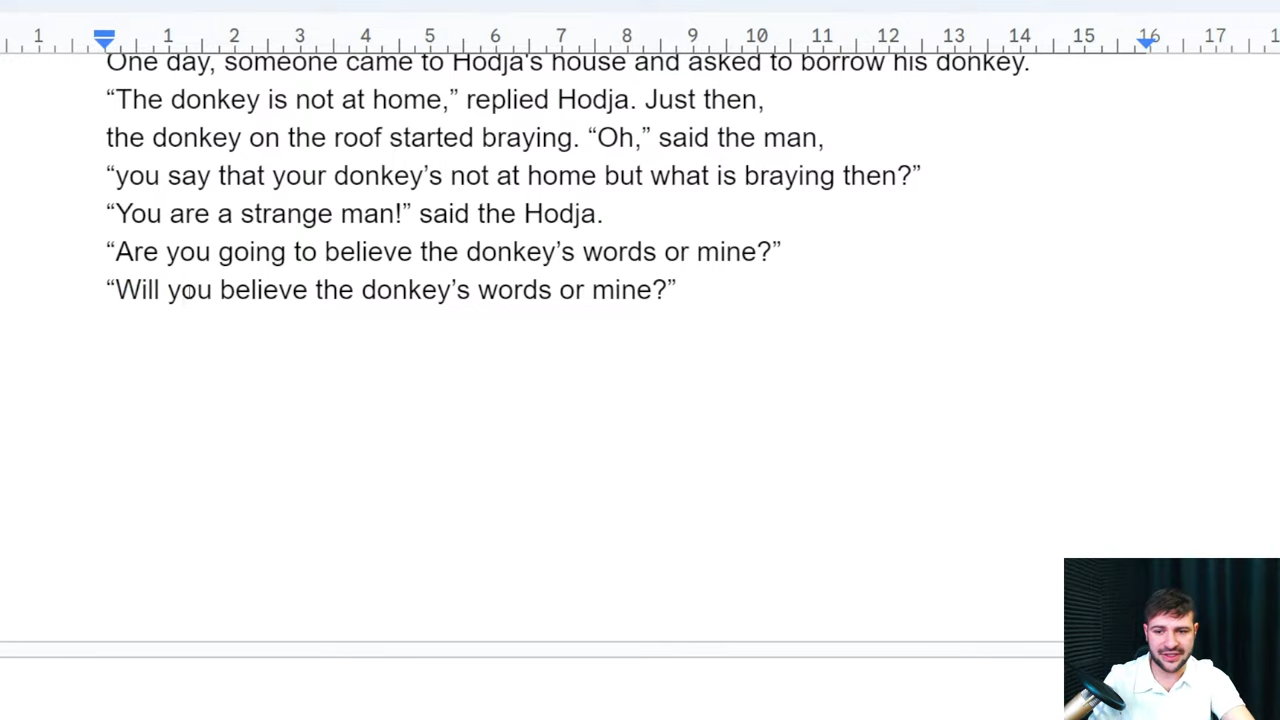 1 1 2 3 4 5 6 7 8 9 10 11 12 13 14 15 16 17 1
One day, someone came to Hodja's house and asked to borrow his donkey.
“The donkey is not at home,” replied Hodja. Just then,
the donkey on the roof started braying. “Oh,” said the man,
“you say that your donkey’s not at home but what is braying then?”
“You are a strange man!” said the Hodja.
“Are you going to believe the donkey’s words or mine?”
“Will you believe the donkey’s words or mine?”